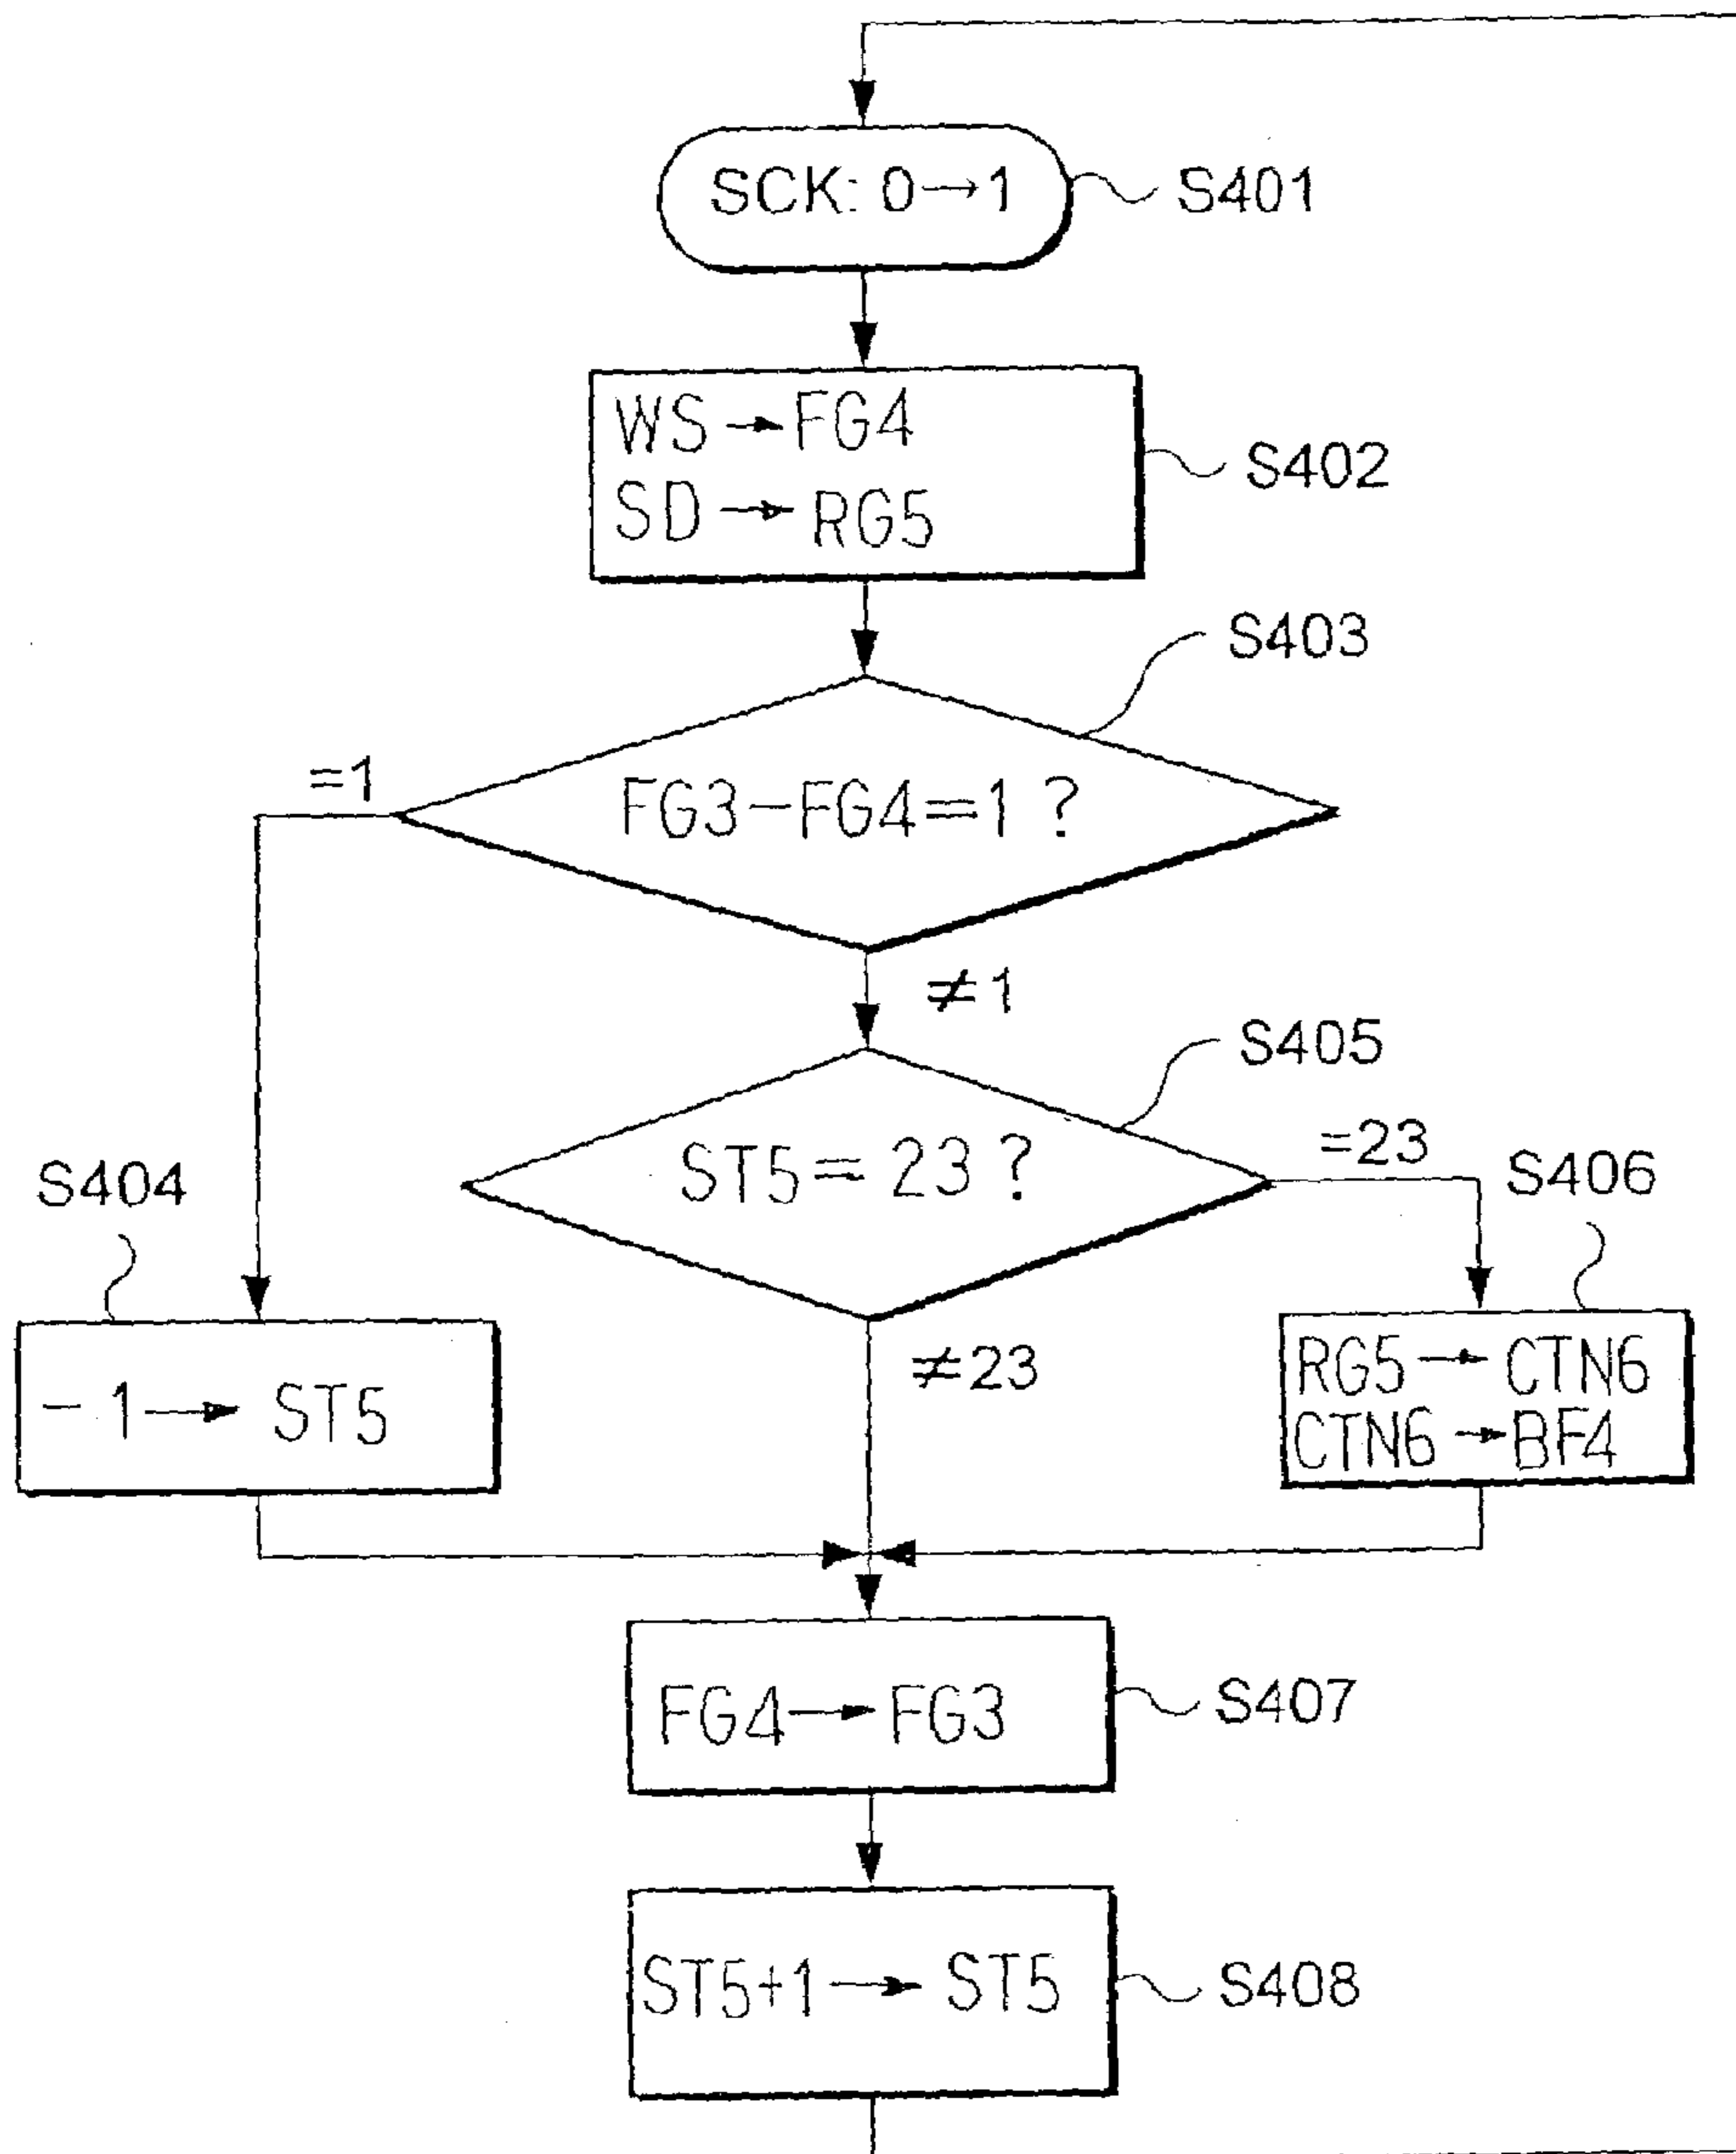 SCK: 0→1
S401
WS→FG4
SD→RG5
S402
S403
FG3−FG4=1 ?
=1
≠1
S405
ST5=23 ?
=23
≠23
S404
−1→ST5
S406
RG5→CTN6
CTN6→BF4
FG4→FG3
S407
ST5+1→ST5
S408